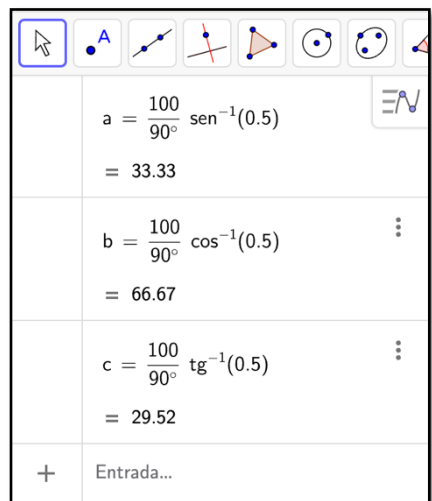 A
a = 100/90° sen⁻¹(0.5)
= 33.33
b = 100/90° cos⁻¹(0.5)
= 66.67
c = 100/90° tg⁻¹(0.5)
= 29.52
+ Entrada...